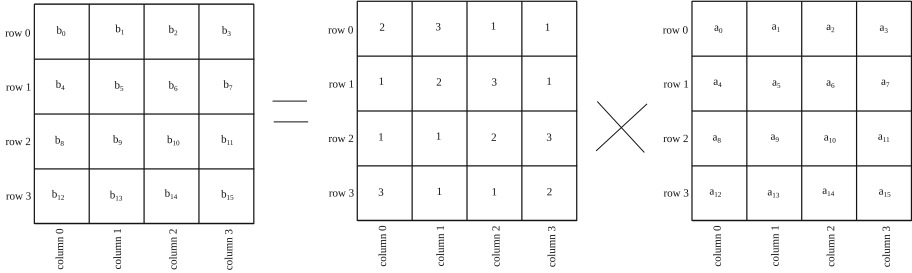 row 0 b₀ b₁ b₂ b₃ row 0 2 3 1 1 row 0 a₀ a₁ a₂ a₃
row 1 b₄ b₅ b₆ b₇ row 1 1 2 3 1 row 1 a₄ a₅ a₆ a₇
= ×
row 2 b₈ b₉ b₁₀ b₁₁ row 2 1 1 2 3 row 2 a₈ a₉ a₁₀ a₁₁
row 3 b₁₂ b₁₃ b₁₄ b₁₅ row 3 3 1 1 2 row 3 a₁₂ a₁₃ a₁₄ a₁₅
column 0 column 1 column 2 column 3 column 0 column 1 column 2 column 3 column 0 column 1 column 2 column 3